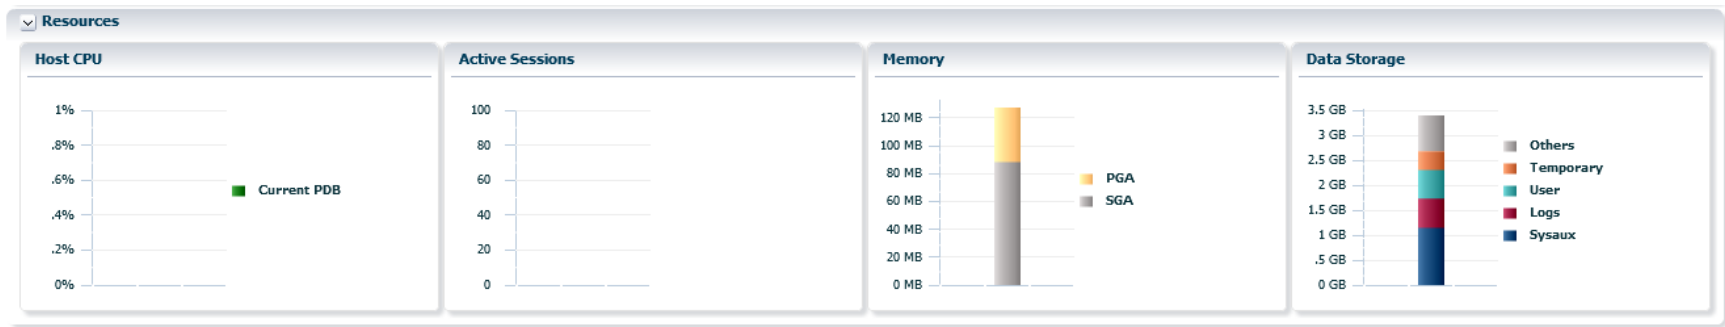 Resources
Host CPU
1%
.8%
.6%
.4%
.2%
0%
Current PDB
Active Sessions
100
80
60
40
20
0
Memory
120 MB
100 MB
80 MB
60 MB
40 MB
20 MB
0 MB
PGA
SGA
Data Storage
3.5 GB
3 GB
2.5 GB
2 GB
1.5 GB
1 GB
.5 GB
0 GB
Others
Temporary
User
Logs
Sysaux